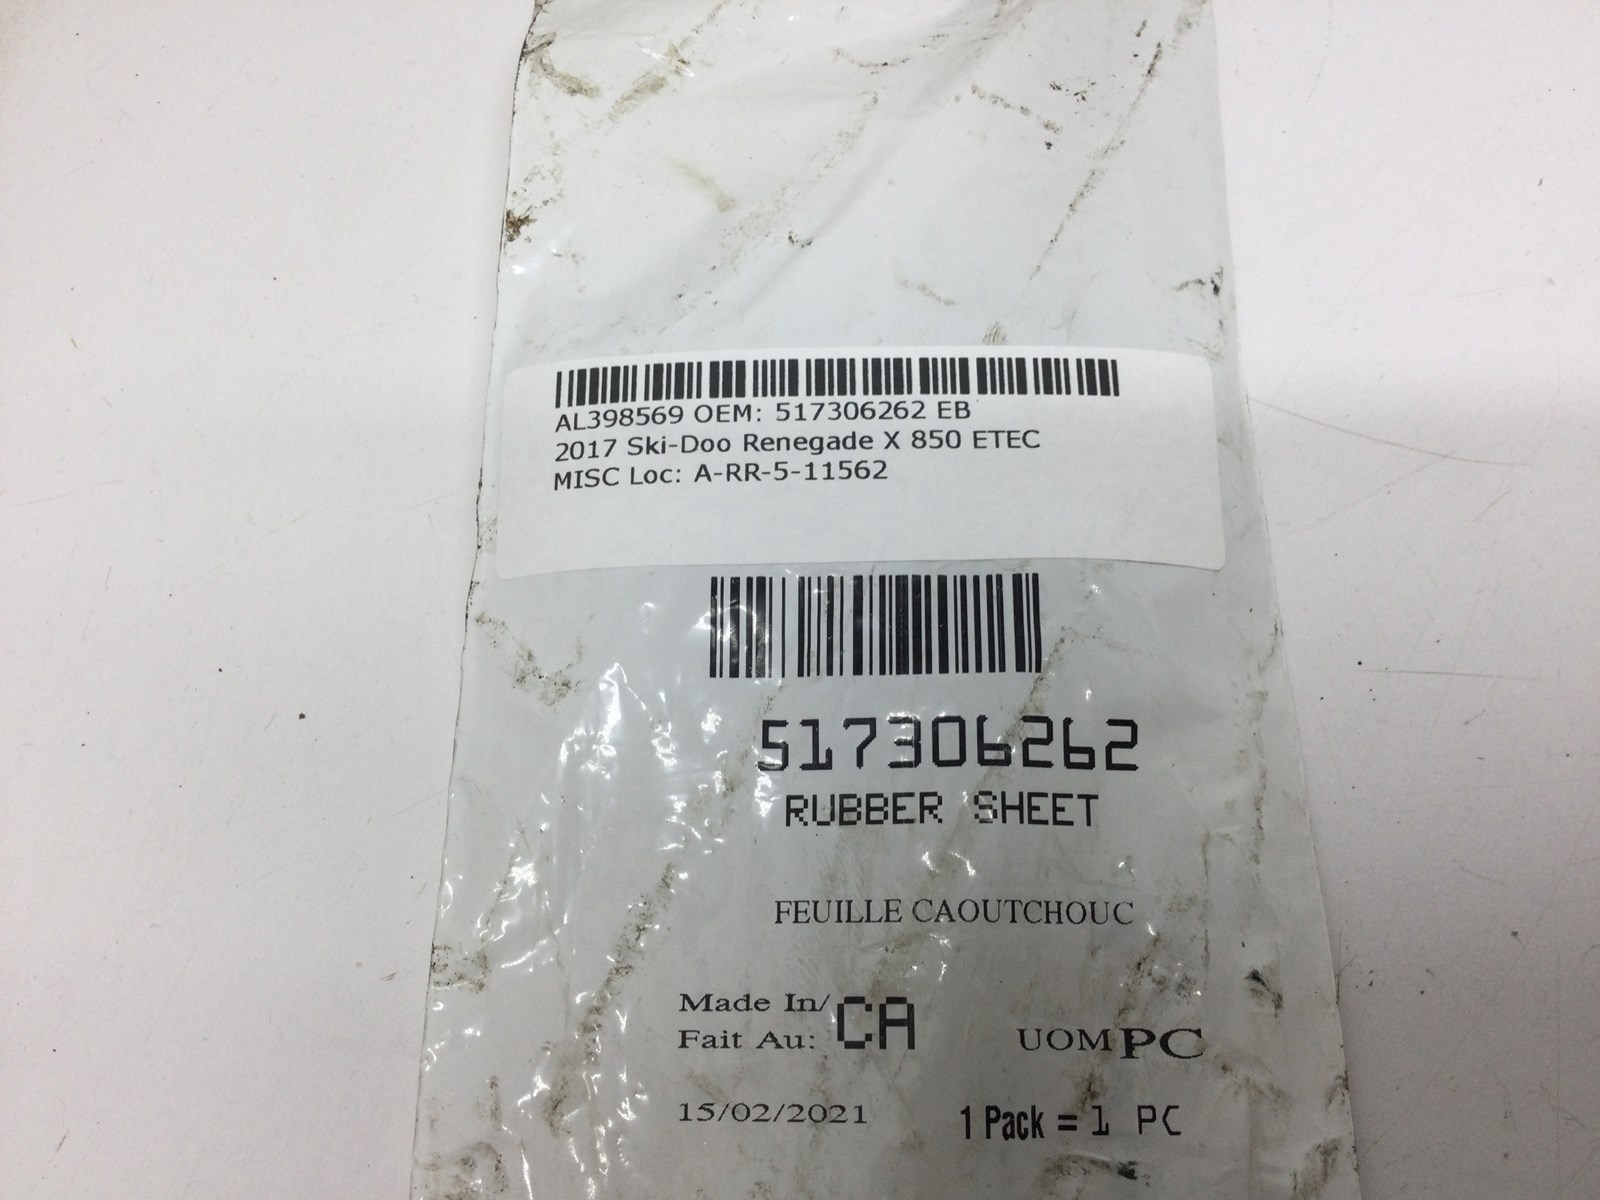 AL398569 OEM: 517306262 EB
2017 Ski-Doo Renegade X 850 ETEC
MISC Loc: A-RR-5-11562
517306262
RUBBER SHEET
FEUILLE CAOUTCHOUC
Made In/
Fait Au: CA
UOM PC
15/02/2021
1 Pack = 1 PC